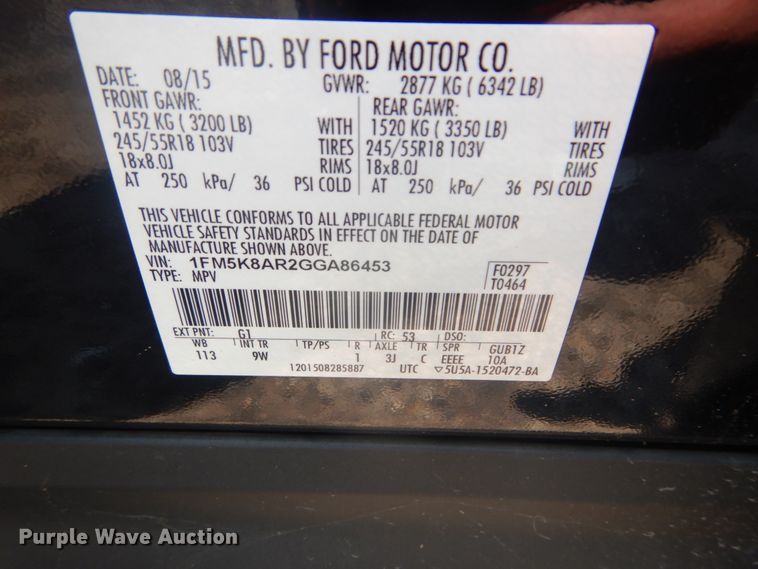 MFD. BY FORD MOTOR CO.
DATE: 08/15 GVWR: 2877 KG ( 6342 LB)
FRONT GAWR: REAR GAWR:
1452 KG ( 3200 LB) WITH 1520 KG ( 3350 LB) WITH
245/55R18 103V TIRES 245/55R18 103V TIRES
18x8.0J RIMS 18x8.0J RIMS
AT 250 kPa/ 36 PSI COLD AT 250 kPa/ 36 PSI COLD
THIS VEHICLE CONFORMS TO ALL APPLICABLE FEDERAL MOTOR
VEHICLE SAFETY STANDARDS IN EFFECT ON THE DATE OF
MANUFACTURE SHOWN ABOVE.
VIN: 1FM5K8AR2GGA86453 F0297
TYPE: MPV T0464
EXT PNT: G1 RC: 53 DSO:
WB INT TR TP/PS R AXLE TR SPR GUB1Z
113 9W 1 3J C EEEE 10A
1201508285887 UTC ▽5U5A-1520472-BA
Purple Wave Auction